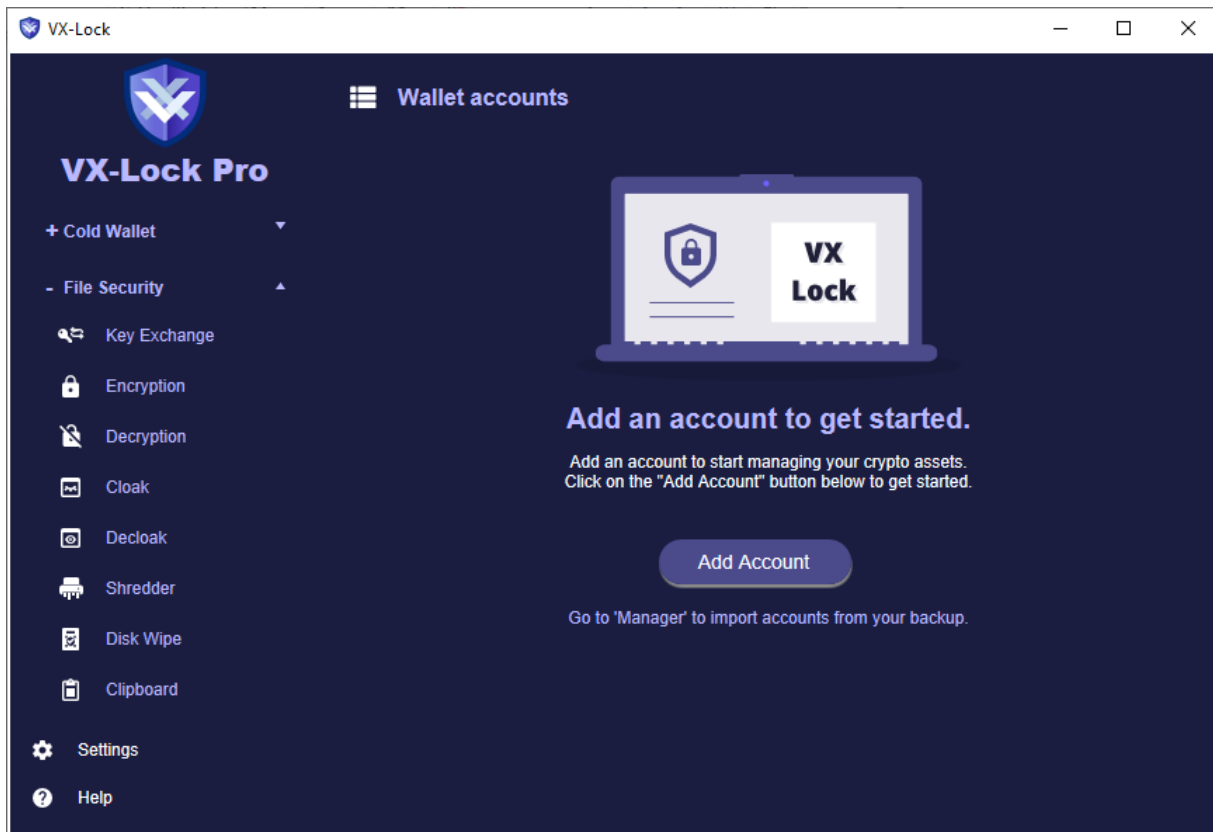 VX-Lock
VX-Lock Pro
+ Cold Wallet
- File Security
Key Exchange
Encryption
Decryption
Cloak
Decloak
Shredder
Disk Wipe
Clipboard
Settings
Help
Wallet accounts
VX
Lock
Add an account to get started.
Add an account to start managing your crypto assets.
Click on the "Add Account" button below to get started.
Add Account
Go to 'Manager' to import accounts from your backup.